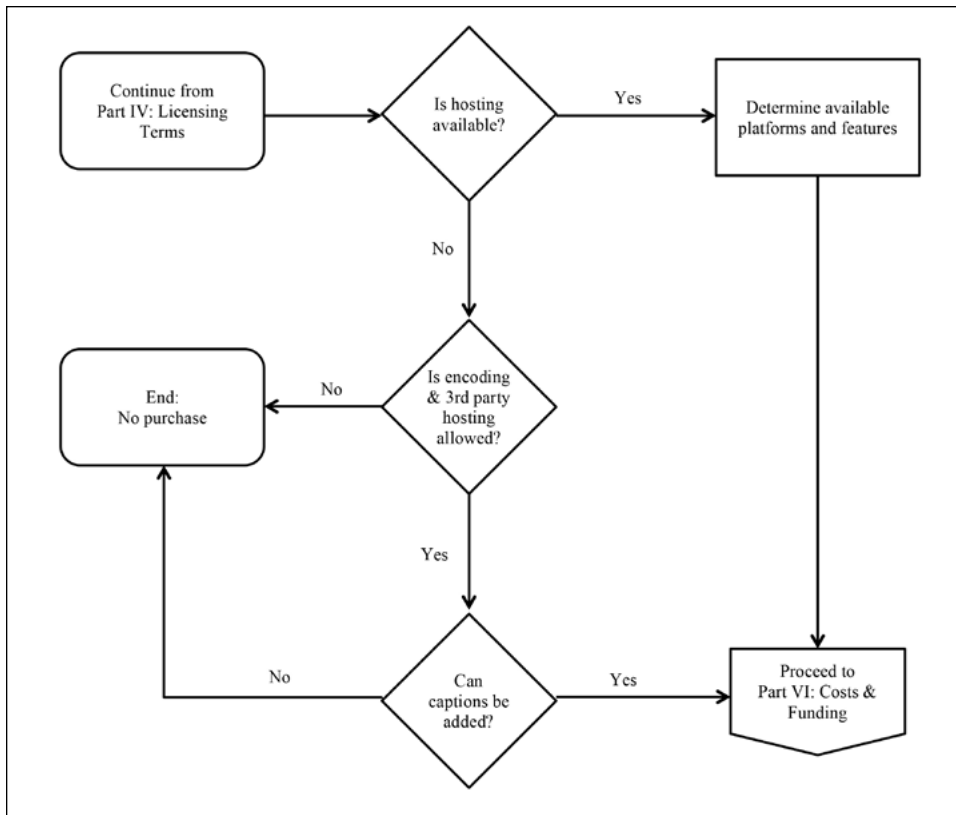 Continue from
Part IV: Licensing
Terms
Is hosting
available?
Yes
Determine available
platforms and features
No
End:
No purchase
No
Is encoding
& 3rd party
hosting
allowed?
Yes
No
Can
captions be
added?
Yes
Proceed to
Part VI: Costs &
Funding